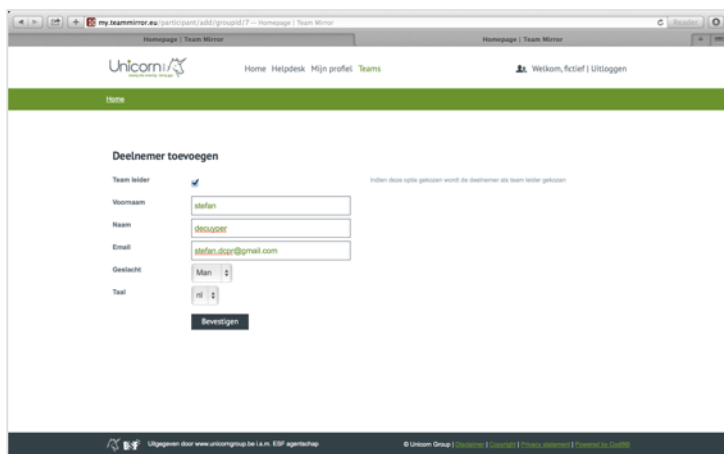 my.teammirror.eu/participant/add/groupid/7 — Homepage | Team Mirror
Reader
Homepage | Team Mirror
Homepage | Team Mirror
Unicorn
Home Helpdesk Mijn profiel Teams
Welkom, fictief | Uitloggen
Home
Deelnemer toevoegen
Team leider
Indien deze optie gekozen wordt de deelnemer als team leider gekozen
Voornaam stefan
Naam decuyper
Email stefan.dcpr@gmail.com
Geslacht Man
Taal nl
Bevestigen
ESF Uitgegeven door www.unicorngroup.be i.s.m. ESF agentschap
© Unicorn Group | Disclaimer | Copyright | Privacy statement | Powered by